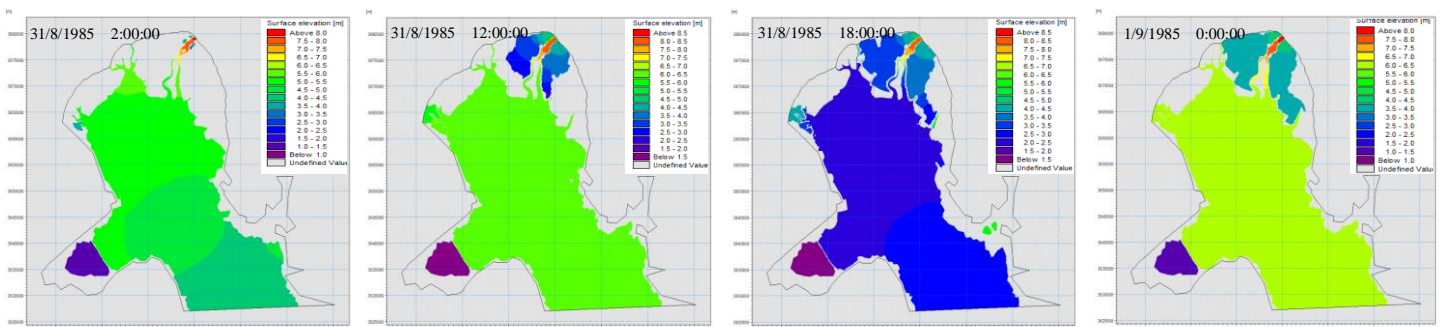 [m]
31/8/1985 2:00:00
Surface elevation [m]
Above 8.0
7.5 - 8.0
7.0 - 7.5
6.5 - 7.0
6.0 - 6.5
5.5 - 6.0
5.0 - 5.5
4.5 - 5.0
4.0 - 4.5
3.5 - 4.0
3.0 - 3.5
2.5 - 3.0
2.0 - 2.5
1.5 - 2.0
1.0 - 1.5
Below 1.0
Undefined Value
[m]
31/8/1985 12:00:00
Surface elevation [m]
Above 8.5
8.0 - 8.5
7.5 - 8.0
7.0 - 7.5
6.5 - 7.0
6.0 - 6.5
5.5 - 6.0
5.0 - 5.5
4.5 - 5.0
4.0 - 4.5
3.5 - 4.0
3.0 - 3.5
2.5 - 3.0
2.0 - 2.5
1.5 - 2.0
Below 1.5
Undefined Value
[m]
31/8/1985 18:00:00
Surface elevation [m]
Above 8.5
8.0 - 8.5
7.5 - 8.0
7.0 - 7.5
6.5 - 7.0
6.0 - 6.5
5.5 - 6.0
5.0 - 5.5
4.5 - 5.0
4.0 - 4.5
3.5 - 4.0
3.0 - 3.5
2.5 - 3.0
2.0 - 2.5
1.5 - 2.0
Below 1.5
Undefined Value
[m]
1/9/1985 0:00:00
Surface elevation [m]
Above 8.0
7.5 - 8.0
7.0 - 7.5
6.5 - 7.0
6.0 - 6.5
5.5 - 6.0
5.0 - 5.5
4.5 - 5.0
4.0 - 4.5
3.5 - 4.0
3.0 - 3.5
2.5 - 3.0
2.0 - 2.5
1.5 - 2.0
1.0 - 1.5
Below 1.0
Undefined Value